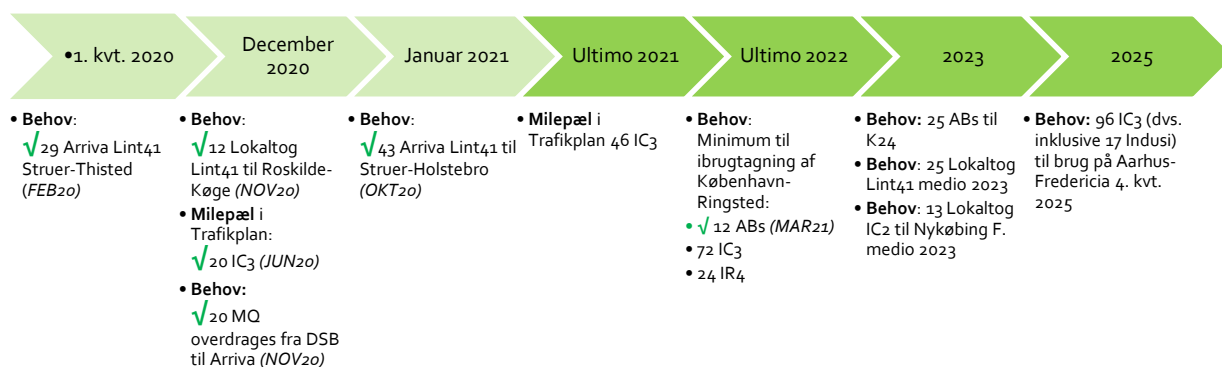 •1. kvt. 2020
December
2020
Januar 2021
Ultimo 2021
Ultimo 2022
2023
2025
• Behov:
√29 Arriva Lint41
Struer-Thisted
(FEB20)
• Behov:
√12 Lokaltog
Lint41 til Roskilde-
Køge (NOV20)
• Milepæl i
Trafikplan:
√20 IC3 (JUN20)
• Behov:
√20 MQ
overdrages fra DSB
til Arriva (NOV20)
• Behov:
√43 Arriva Lint41 til
Struer-Holstebro
(OKT20)
• Milepæl i
Trafikplan 46 IC3
• Behov:
Minimum til
ibrugtagning af
København-
Ringsted:
• √ 12 ABs (MAR21)
• 72 IC3
• 24 IR4
• Behov: 25 ABs til
K24
• Behov: 25 Lokaltog
Lint41 medio 2023
• Behov: 13 Lokaltog
IC2 til Nykøbing F.
medio 2023
• Behov: 96 IC3 (dvs.
inklusive 17 Indusi)
til brug på Aarhus-
Fredericia 4. kvt.
2025